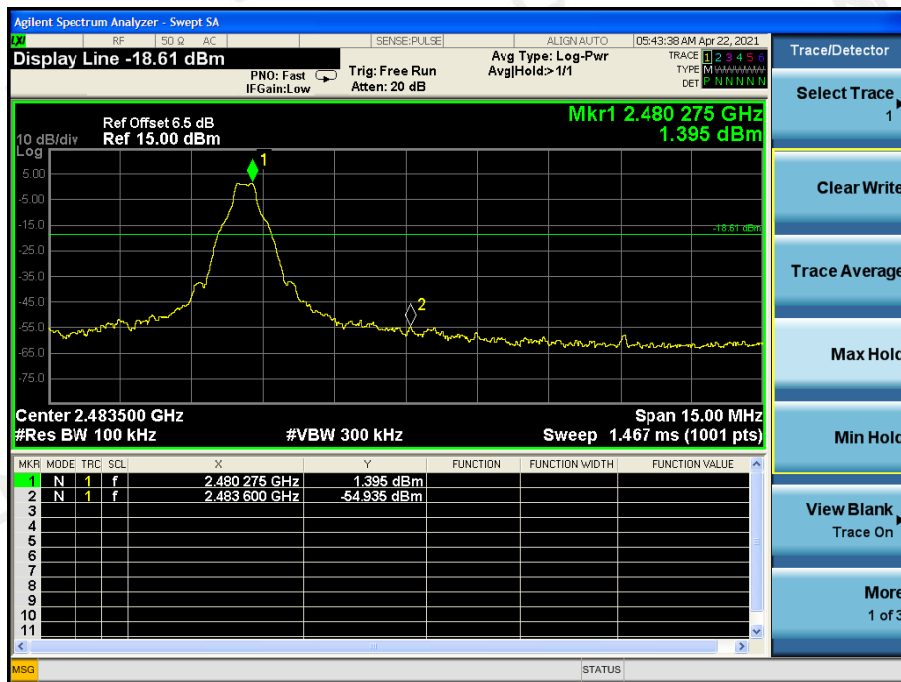 Agilent Spectrum Analyzer - Swept SA
LXI RF 50 Ω AC SENSE:PULSE ALIGN AUTO 05:43:38 AM Apr 22, 2021
Display Line -18.61 dBm
PNO: Fast
IFGain:Low
Trig: Free Run
Atten: 20 dB
Avg Type: Log-Pwr
Avg|Hold:>1/1
TRACE 1 2 3 4 5 6
TYPE M WWWWW
DET P N N N N N
Mkr1 2.480 275 GHz
1.395 dBm
Ref Offset 6.5 dB
10 dB/div Ref 15.00 dBm
Log
1
5.00
-5.00
-15.0
-18.61 dBm
-25.0
-35.0
-45.0
2
-55.0
-65.0
-75.0
Center 2.483500 GHz Span 15.00 MHz
#Res BW 100 kHz #VBW 300 kHz Sweep 1.467 ms (1001 pts)
MKR MODE TRC SCL X Y FUNCTION FUNCTION WIDTH FUNCTION VALUE
1 N 1 f 2.480 275 GHz 1.395 dBm
2 N 1 f 2.483 600 GHz -54.935 dBm
3
4
5
6
7
8
9
10
11
MSG STATUS
Trace/Detector
Select Trace
1
Clear Write
Trace Average
Max Hold
Min Hold
View Blank
Trace On
More
1 of 3